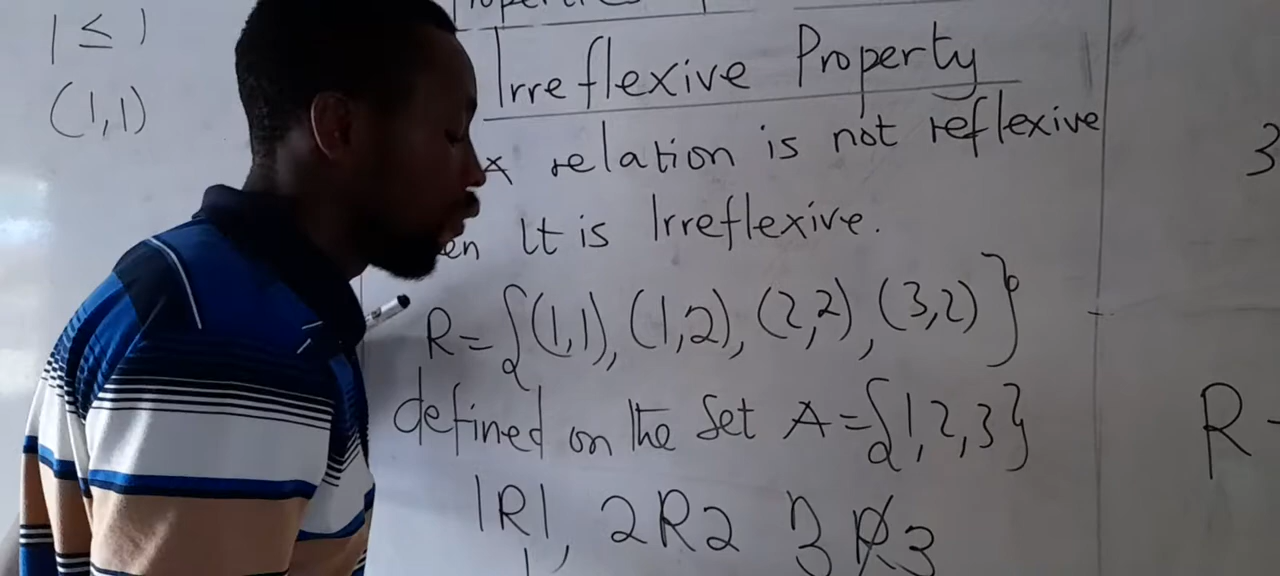 1 ≤ 1
(1,1)
Irreflexive Property
relation is not reflexive
It is Irreflexive.
R={(1,1), (1,2), (2,2), (3,2)}
defined on the Set A={1,2,3}
1R1, 2R2 3R̸3
3
R